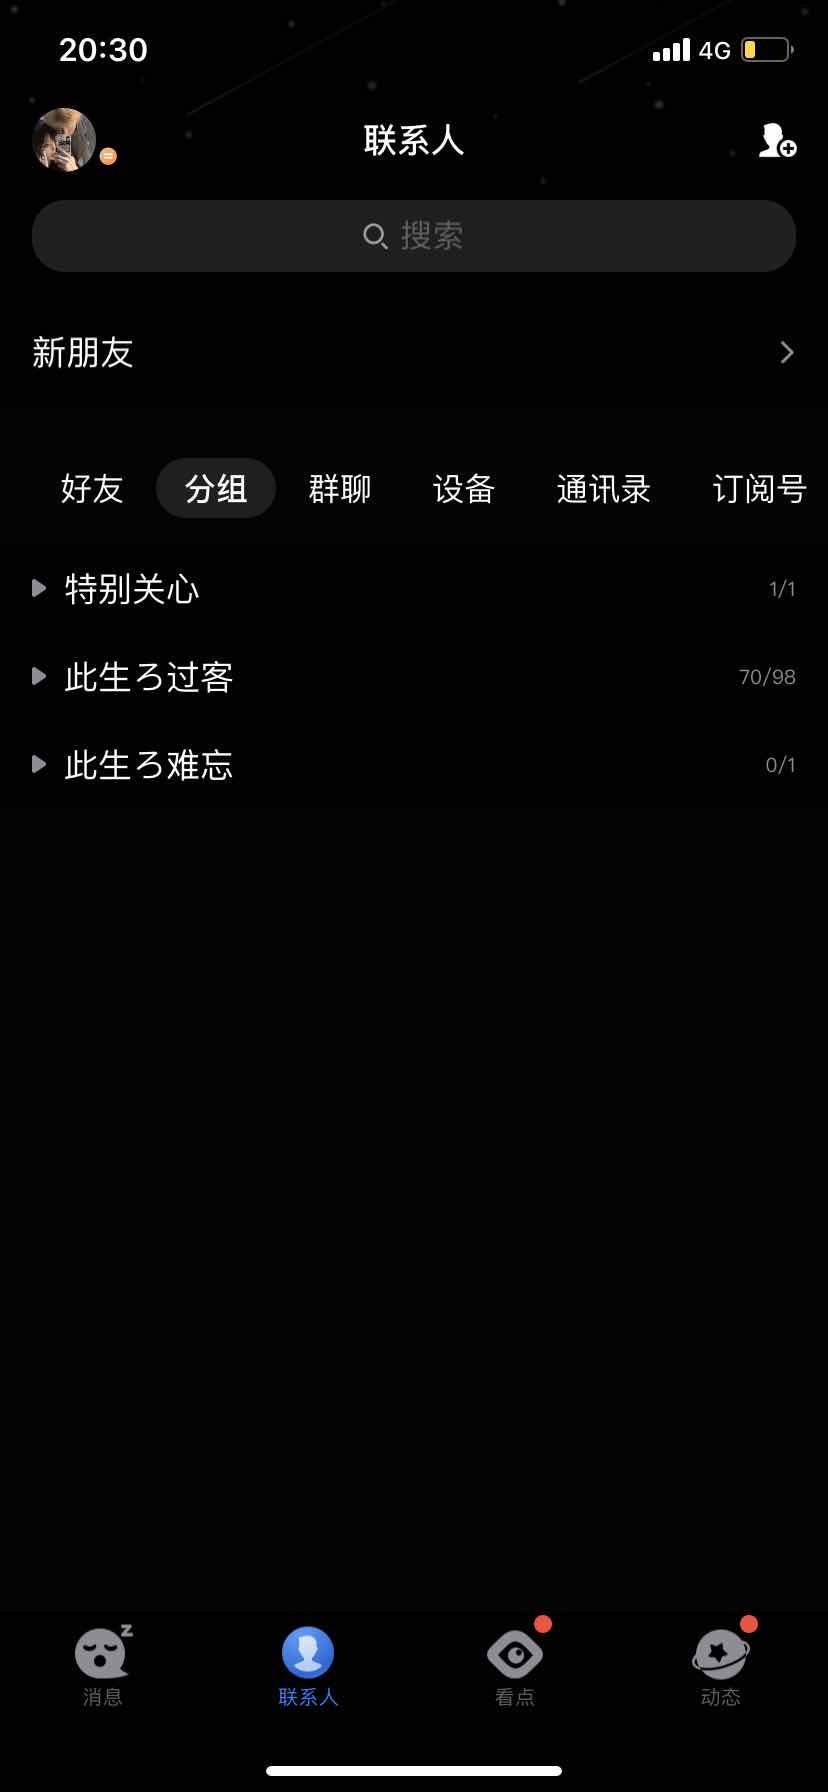 20:30 4G
联系人
搜索
新朋友
好友 分组 群聊 设备 通讯录 订阅号
特别关心 1/1
此生ろ过客 70/98
此生ろ难忘 0/1
z
消息 联系人 看点 动态